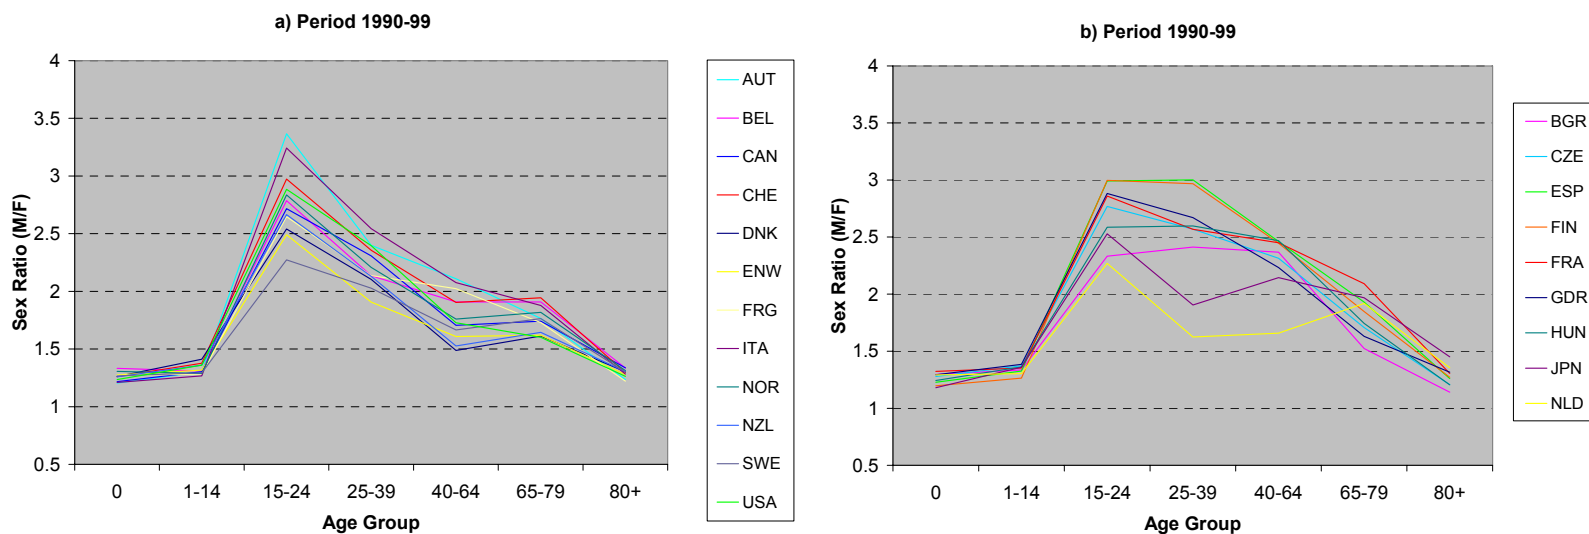 a) Period 1990-99
4
3.5
3
2.5
2
1.5
1
0.5
Sex Ratio (M/F)
0 1-14 15-24 25-39 40-64 65-79 80+
Age Group
AUT
BEL
CAN
CHE
DNK
ENW
FRG
ITA
NOR
NZL
SWE
USA
b) Period 1990-99
4
3.5
3
2.5
2
1.5
1
0.5
Sex Ratio (M/F)
0 1-14 15-24 25-39 40-64 65-79 80+
Age Group
BGR
CZE
ESP
FIN
FRA
GDR
HUN
JPN
NLD